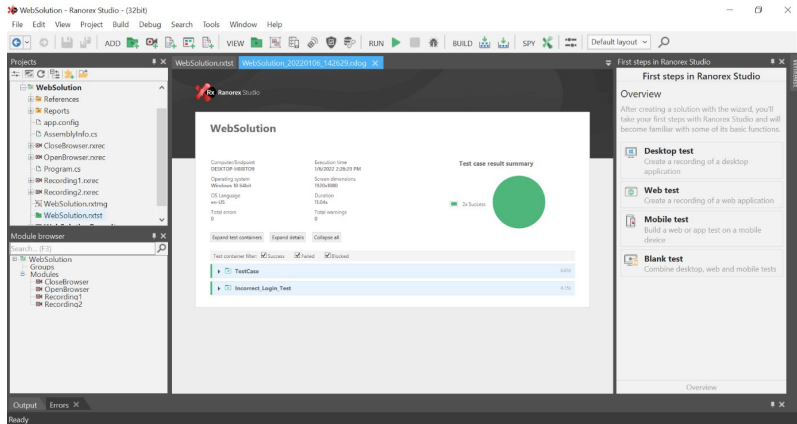 WebSolution - Ranorex Studio - (32bit)
File Edit View Project Build Debug Search Tools Window Help
ADD VIEW RUN BUILD SPY Default layout
Projects
WebSolution
References
Reports
app.config
AssemblyInfo.cs
CloseBrowser.rxrec
OpenBrowser.rxrec
Program.cs
Recording1.rxrec
Recording2.rxrec
WebSolution.rxtmg
WebSolution.rxtst
Module browser
Search... (F3)
WebSolution
Groups
Modules
CloseBrowser
OpenBrowser
Recording1
Recording2
WebSolution.rxtst WebSolution_20220106_142629.rxlog
Rx Ranorex Studio
WebSolution
Computer/Endpoint Execution time
1/6/2022 2:26:29 PM
Operating system Screen dimensions
Windows 10 64bit 1920x1080
OS Language Duration
en-US
Total errors Total warnings
0 0
Test case result summary
2x Success
Expand test containers Expand details Collapse all
Test container filter: Success Failed Blocked
TestCase
Incorrect_Login_Test
First steps in Ranorex Studio
First steps in Ranorex Studio
Overview
After creating a solution with the wizard, you'll
take your first steps with Ranorex Studio and will
become familiar with some of its basic functions.
Desktop test
Create a recording of a desktop
application
Web test
Create a recording of a web application
Mobile test
Build a web or app test on a mobile
device
Blank test
Combine desktop, web and mobile tests
Overview
Output Errors
Ready